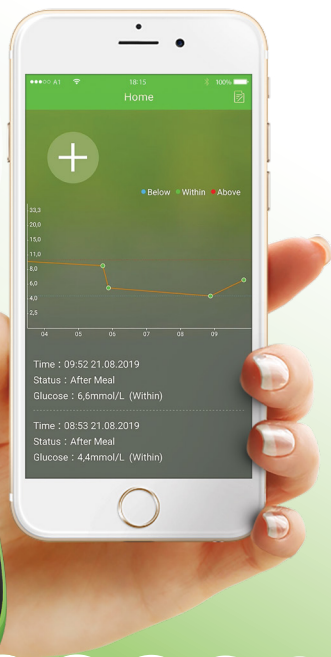 A1 18:15 100%
Home
Below Within Above
33,3
20,0
15,0
11,0
8,0
6,0
4,0
2,5
04 05 06 07 08 09
Time : 09:52 21.08.2019
Status : After Meal
Glucose : 6,6mmol/L (Within)
Time : 08:53 21.08.2019
Status : After Meal
Glucose : 4,4mmol/L (Within)